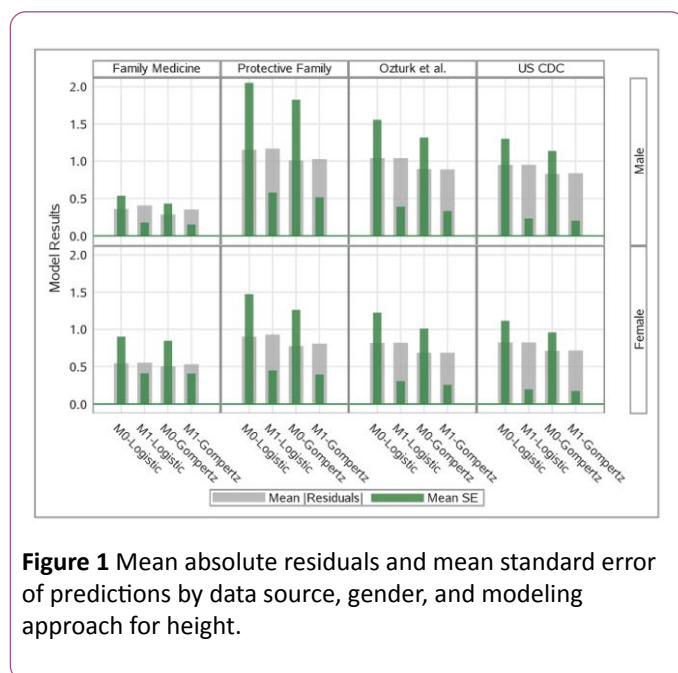 Family Medicine Protective Family Ozturk et al. US CDC
2.0
1.5
1.0
0.5
0.0
Male
2.0
1.5
1.0
0.5
0.0
Female
Model Results
M0-Logistic M1-Logistic M0-Gompertz M1-Gompertz M0-Logistic M1-Logistic M0-Gompertz M1-Gompertz M0-Logistic M1-Logistic M0-Gompertz M1-Gompertz M0-Logistic M1-Logistic M0-Gompertz M1-Gompertz
Mean |Residuals| Mean SE
Figure 1 Mean absolute residuals and mean standard error
of predictions by data source, gender, and modeling
approach for height.